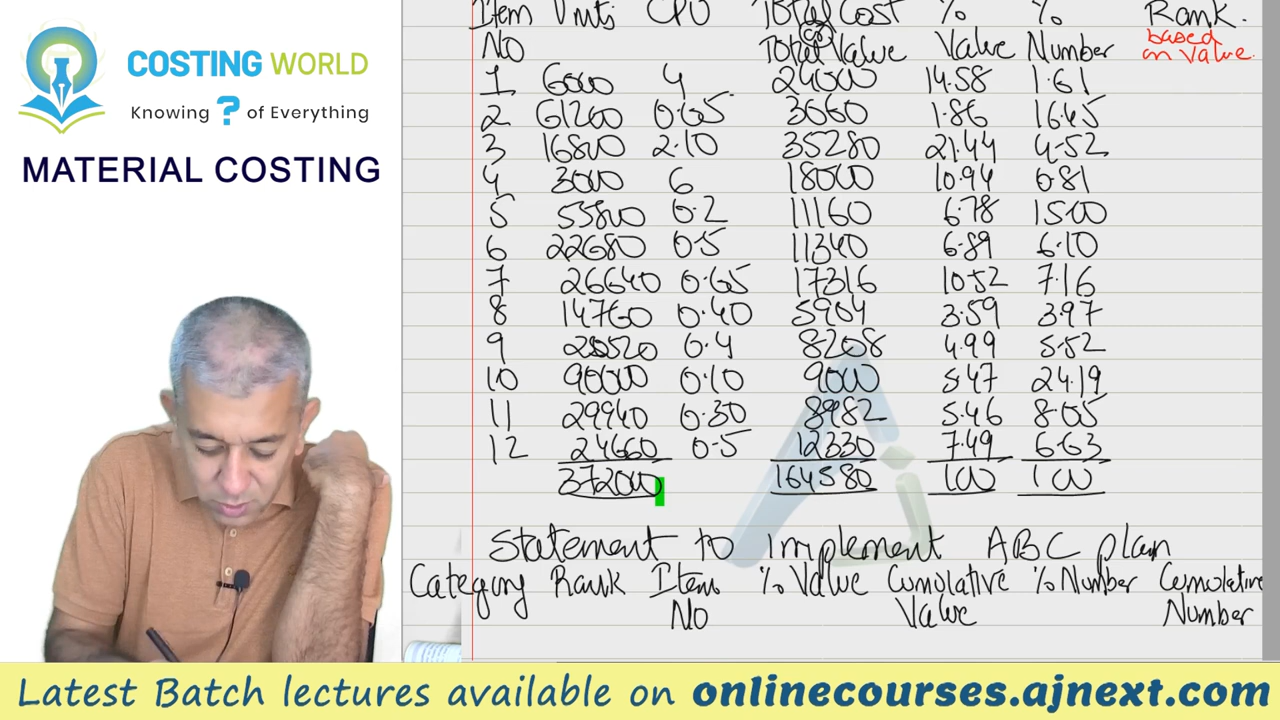 COSTING WORLD
Knowing ? of Everything
MATERIAL COSTING
Item Units CPU Total Cost % % Rank.
(or)
No Total Value Value Number based
on Value.
1 6000 4 24000 14.58 1.61
2 61200 0.05 3060 1.86 16.45
3 16800 2.10 35280 21.44 4.52
4 3000 6 18000 10.94 0.81
5 55800 0.2 11160 6.78 15.00
6 22680 0.5 11340 6.89 6.10
7 26640 0.65 17316 10.52 7.16
8 14760 0.40 5904 3.59 3.97
9 20520 0.4 8208 4.99 5.52
10 90000 0.10 9000 5.47 24.19
11 29940 0.30 8982 5.46 8.05
12 24660 0.5 12330 7.49 6.63
372000 164580 100 100
Statement to implement ABC plan
Category Rank Item % Value Cumulative % Number Cumulative
No Value Number
Latest Batch lectures available on onlinecourses.ajnext.com